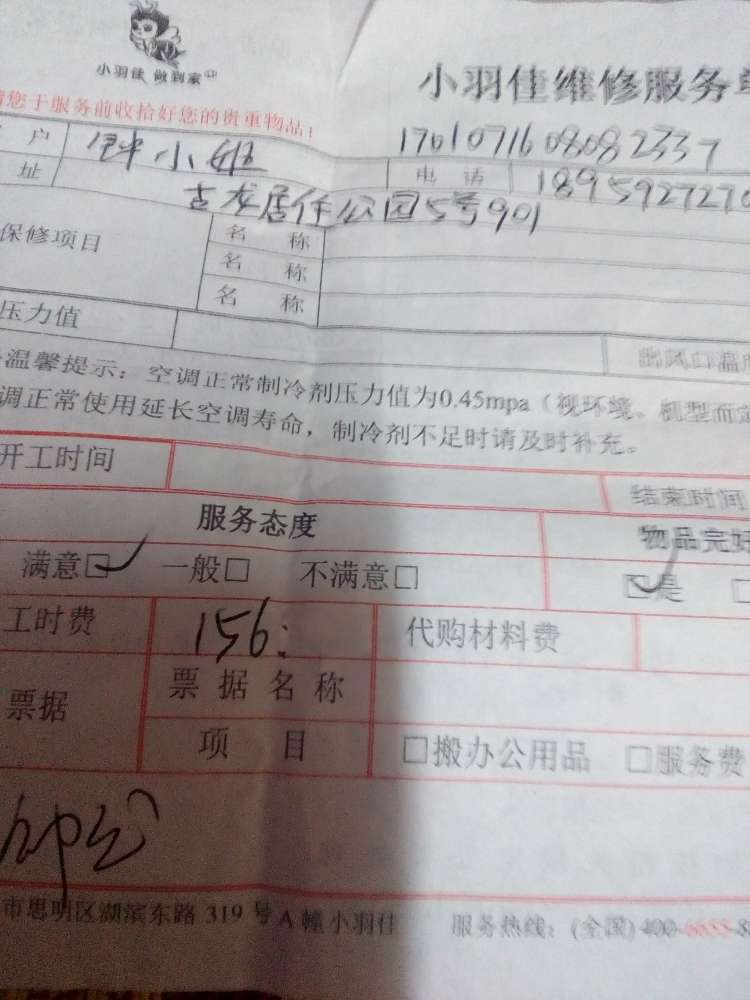 小羽佳 做到家
小羽佳维修服务单
请您于服务前收拾好您的贵重物品！
户 钟小姐 1701071608082337
址 电话 1895927270
古龙居住公园5号901
保修项目 名称
名称
名称
压力值 出风口温度
温馨提示：空调正常制冷剂压力值为0.45mpa（视环境、机型而定
调正常使用延长空调寿命，制冷剂不足时请及时补充。
开工时间 结束时间
服务态度 物品完好
满意☑ 一般□ 不满意□ ☑是 □
工时费 156: 代购材料费
票据 票据名称
项目 □搬办公用品 □服务费
市思明区湖滨东路 319 号 A 幢小羽佳 服务热线：(全国) 400-6655-8